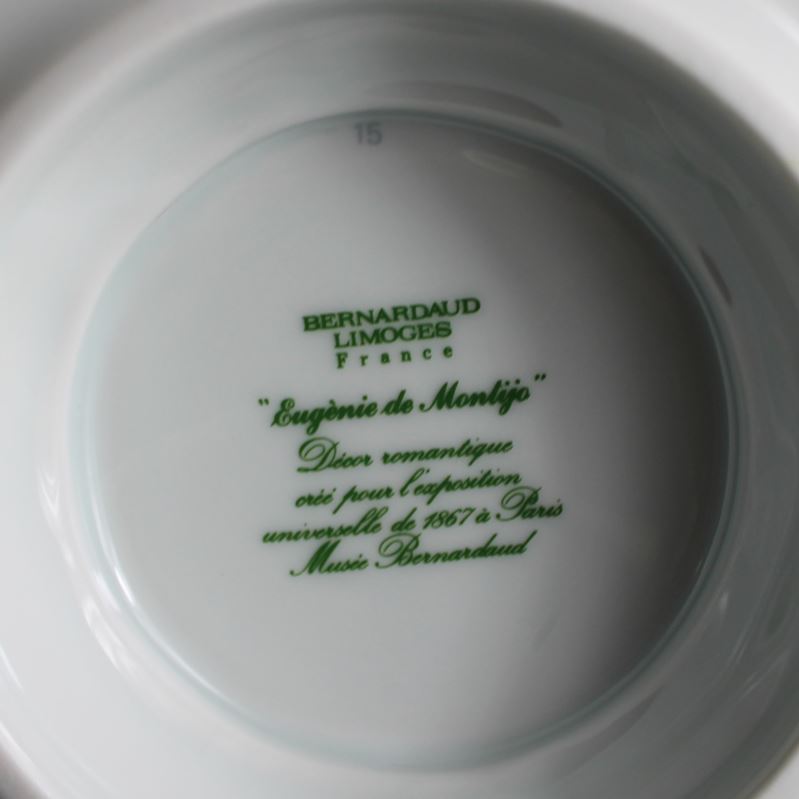 15
BERNARDAUD
LIMOGES
France
"Eugènie de Montijo"
Décor romantique
créé pour l'exposition
universelle de 1867 à Paris
Musée Bernardaud